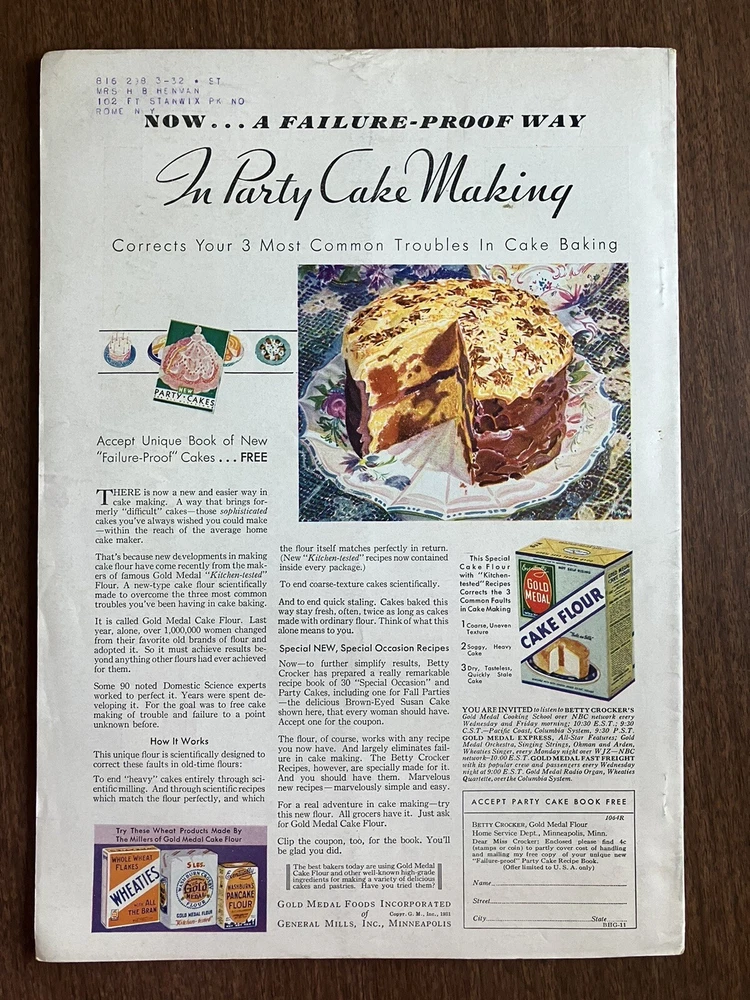 B16 298 3-32 • ST
MRS H B HENMAN
102 FT STANWIX PK NO
ROME N Y
NOW... A FAILURE-PROOF WAY
In Party Cake Making
Corrects Your 3 Most Common Troubles In Cake Baking
NEW
PARTY-CAKES
Accept Unique Book of New
"Failure-Proof" Cakes . . . FREE
THERE is now a new and easier way in
cake making. A way that brings for-
merly "difficult" cakes—those sophisticated
cakes you've always wished you could make
—within the reach of the average home
cake maker.
That's because new developments in making
cake flour have recently come from the mak-
ers of famous Gold Medal "Kitchen-tested"
Flour. A new-type cake flour scientifically
made to overcome the three most common
troubles you've been having in cake baking.
It is called Gold Medal Cake Flour. Last
year, alone, over 1,000,000 women changed
from their favorite old brands of flour and
adopted it. So it must achieve results be-
yond anything other flours had ever achieved
for them.
Some 90 noted Domestic Science experts
worked to perfect it. Years were spent de-
veloping it. For the goal was to free cake
making of trouble and failure to a point
unknown before.
How It Works
This unique flour is scientifically designed to
correct these faults in old-time flours:
To end "heavy" cakes entirely through sci-
entific milling. And through scientific recipes
which match the flour perfectly, and which
Try These Wheat Products Made By
The Millers of Gold Medal Cake Flour
WHOLE WHEAT
FLAKES
WHEATIES
WITH ALL
THE BRAN
5 LBS.
WASHBURN CROSBY
Gold
MEDAL
FLOUR
GOLD MEDAL FLOUR
"Kitchen-tested"
WASHBURN'S
PANCAKE
FLOUR
the flour itself matches perfectly in return.
(New "Kitchen-tested" recipes now contained
inside every package.)
To end coarse-texture cakes scientifically.
And to end quick staling. Cakes baked this
way stay fresh, often, twice as long as cakes
made with ordinary flour. Think of what this
alone means to you.
Special NEW, Special Occasion Recipes
Now—to further simplify results, Betty
Crocker has prepared a really remarkable
recipe book of 30 "Special Occasion" and
Party Cakes, including one for Fall Parties
—the delicious Brown-Eyed Susan Cake
shown here, that every woman should have.
Accept one for the coupon.
The flour, of course, works with any recipe
you now have. And largely eliminates fail-
ure in cake making. The Betty Crocker
Recipes, however, are specially made for it.
And you should have them. Marvelous
new recipes—marvelously simple and easy.
For a real adventure in cake making—try
this new flour. All grocers have it. Just ask
for Gold Medal Cake Flour.
Clip the coupon, too, for the book. You'll
be glad you did.
The best bakers today are using Gold Medal
Cake Flour and other well-known high-grade
ingredients for making a variety of delicious
cakes and pastries. Have you tried them?
GOLD MEDAL FOODS INCORPORATED
of Copyr. G. M., Inc., 1931
GENERAL MILLS, INC., MINNEAPOLIS
This Special
Cake Flour
with "Kitchen-
tested" Recipes
Corrects the 3
Common Faults
in Cake Making
1 Coarse, Uneven
Texture
2 Soggy, Heavy
Cake
3 Dry, Tasteless,
Quickly Stale
Cake
GOLD
MEDAL
CAKE FLOUR
YOU ARE INVITED to listen to BETTY CROCKER'S
Gold Medal Cooking School over NBC network every
Wednesday and Friday morning; 10:30 E.S.T.; 9:30
C.S.T.—Pacific Coast, Columbia System, 9:30 P.S.T.
GOLD MEDAL EXPRESS, All-Star Features; Gold
Medal Orchestra, Singing Strings, Okman and Arden,
Wheaties Singer, every Monday night over WJZ—NBC
network—10:00 E.S.T. GOLD MEDAL FAST FREIGHT
with its popular crew and passengers every Wednesday
night at 9:00 E.S.T. Gold Medal Radio Organ, Wheaties
Quartette, over the Columbia System.
ACCEPT PARTY CAKE BOOK FREE
1064R
BETTY CROCKER, Gold Medal Flour
Home Service Dept., Minneapolis, Minn.
Dear Miss Crocker: Enclosed please find 4c
(stamps or coin) to partly cover cost of handling
and mailing my free copy of your unique new
"Failure-proof" Party Cake Recipe Book.
(Offer limited to U. S. A. only)
Name
Street
City State
BHG-11